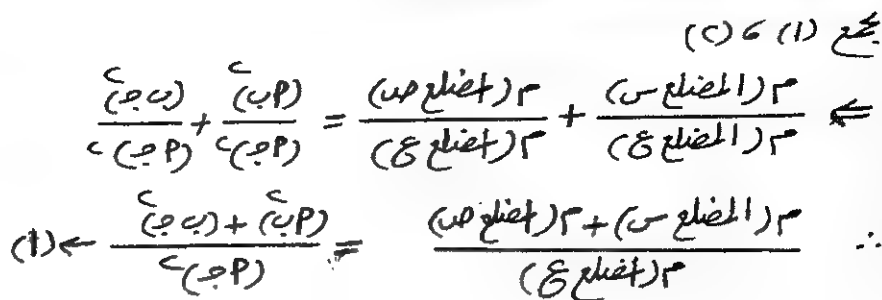 بجمع (١) ، (٢)
⇐ م(المضلع س)/م(المضلع ع) + م(المضلع ص)/م(المضلع ع) = (أب)²/(أجـ)² + (ب جـ)²/(أجـ)²
∴ م(المضلع س) + م(المضلع ص)/م(المضلع ع) = (أب)² + (ب جـ)²/(أجـ)² ← (١)